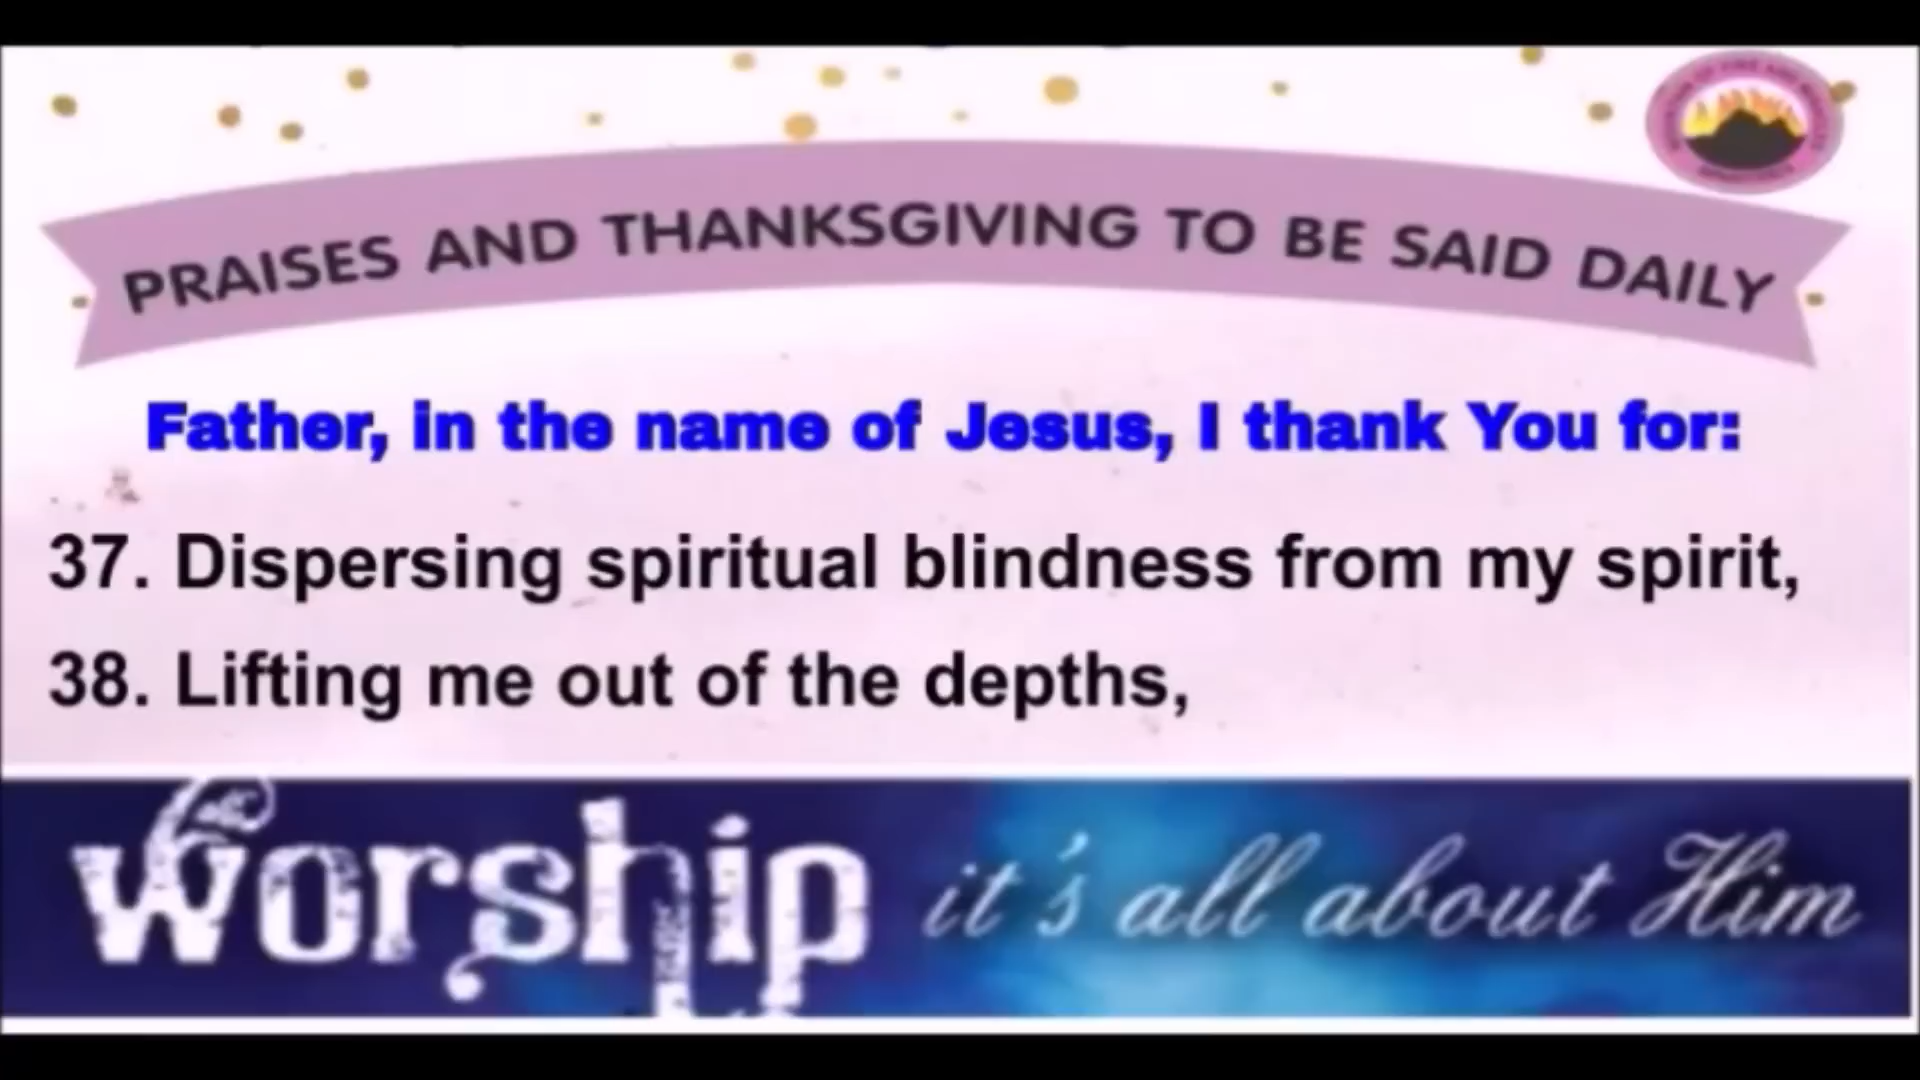 PRAISES AND THANKSGIVING TO BE SAID DAILY
Father, in the name of Jesus, I thank You for:
37. Dispersing spiritual blindness from my spirit,
38. Lifting me out of the depths,
worship it's all about Him